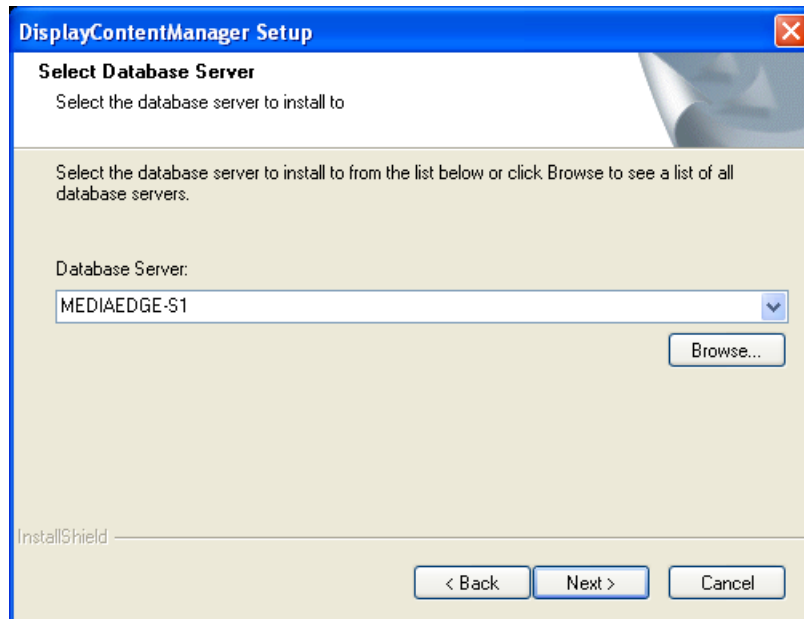 DisplayContentManager Setup
Select Database Server
Select the database server to install to
Select the database server to install to from the list below or click Browse to see a list of all
database servers.
Database Server:
MEDIAEDGE-S1
Browse...
InstallShield
< Back
Next >
Cancel